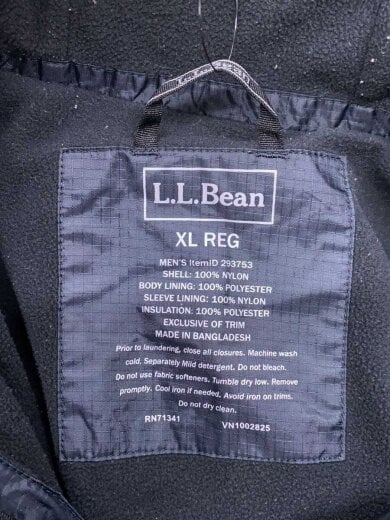 L.L.Bean
L.L.Bean
XL REG
MEN'S ItemID 293753
SHELL: 100% NYLON
BODY LINING: 100% POLYESTER
SLEEVE LINING: 100% NYLON
INSULATION: 100% POLYESTER
EXCLUSIVE OF TRIM
MADE IN BANGLADESH
Prior to laundering, close all closures. Machine wash
cold. Separately Mild detergent. Do not bleach.
Do not use fabric softeners. Tumble dry low. Remove
promptly. Cool iron if needed. Avoid iron on trims.
Do not dry clean.
RN71341 VN1002825